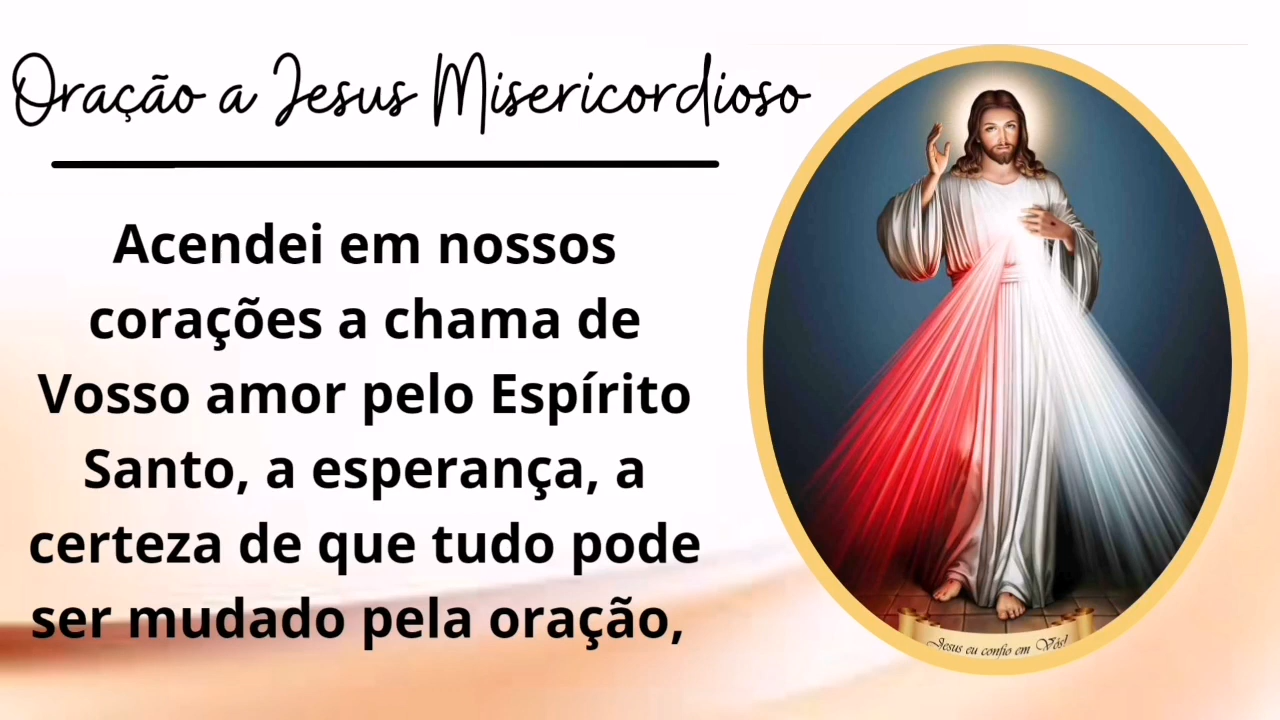 Oração a Jesus Misericordioso
Acendei em nossos
corações a chama de
Vosso amor pelo Espírito
Santo, a esperança, a
certeza de que tudo pode
ser mudado pela oração,
Jesus eu confio em Vós!